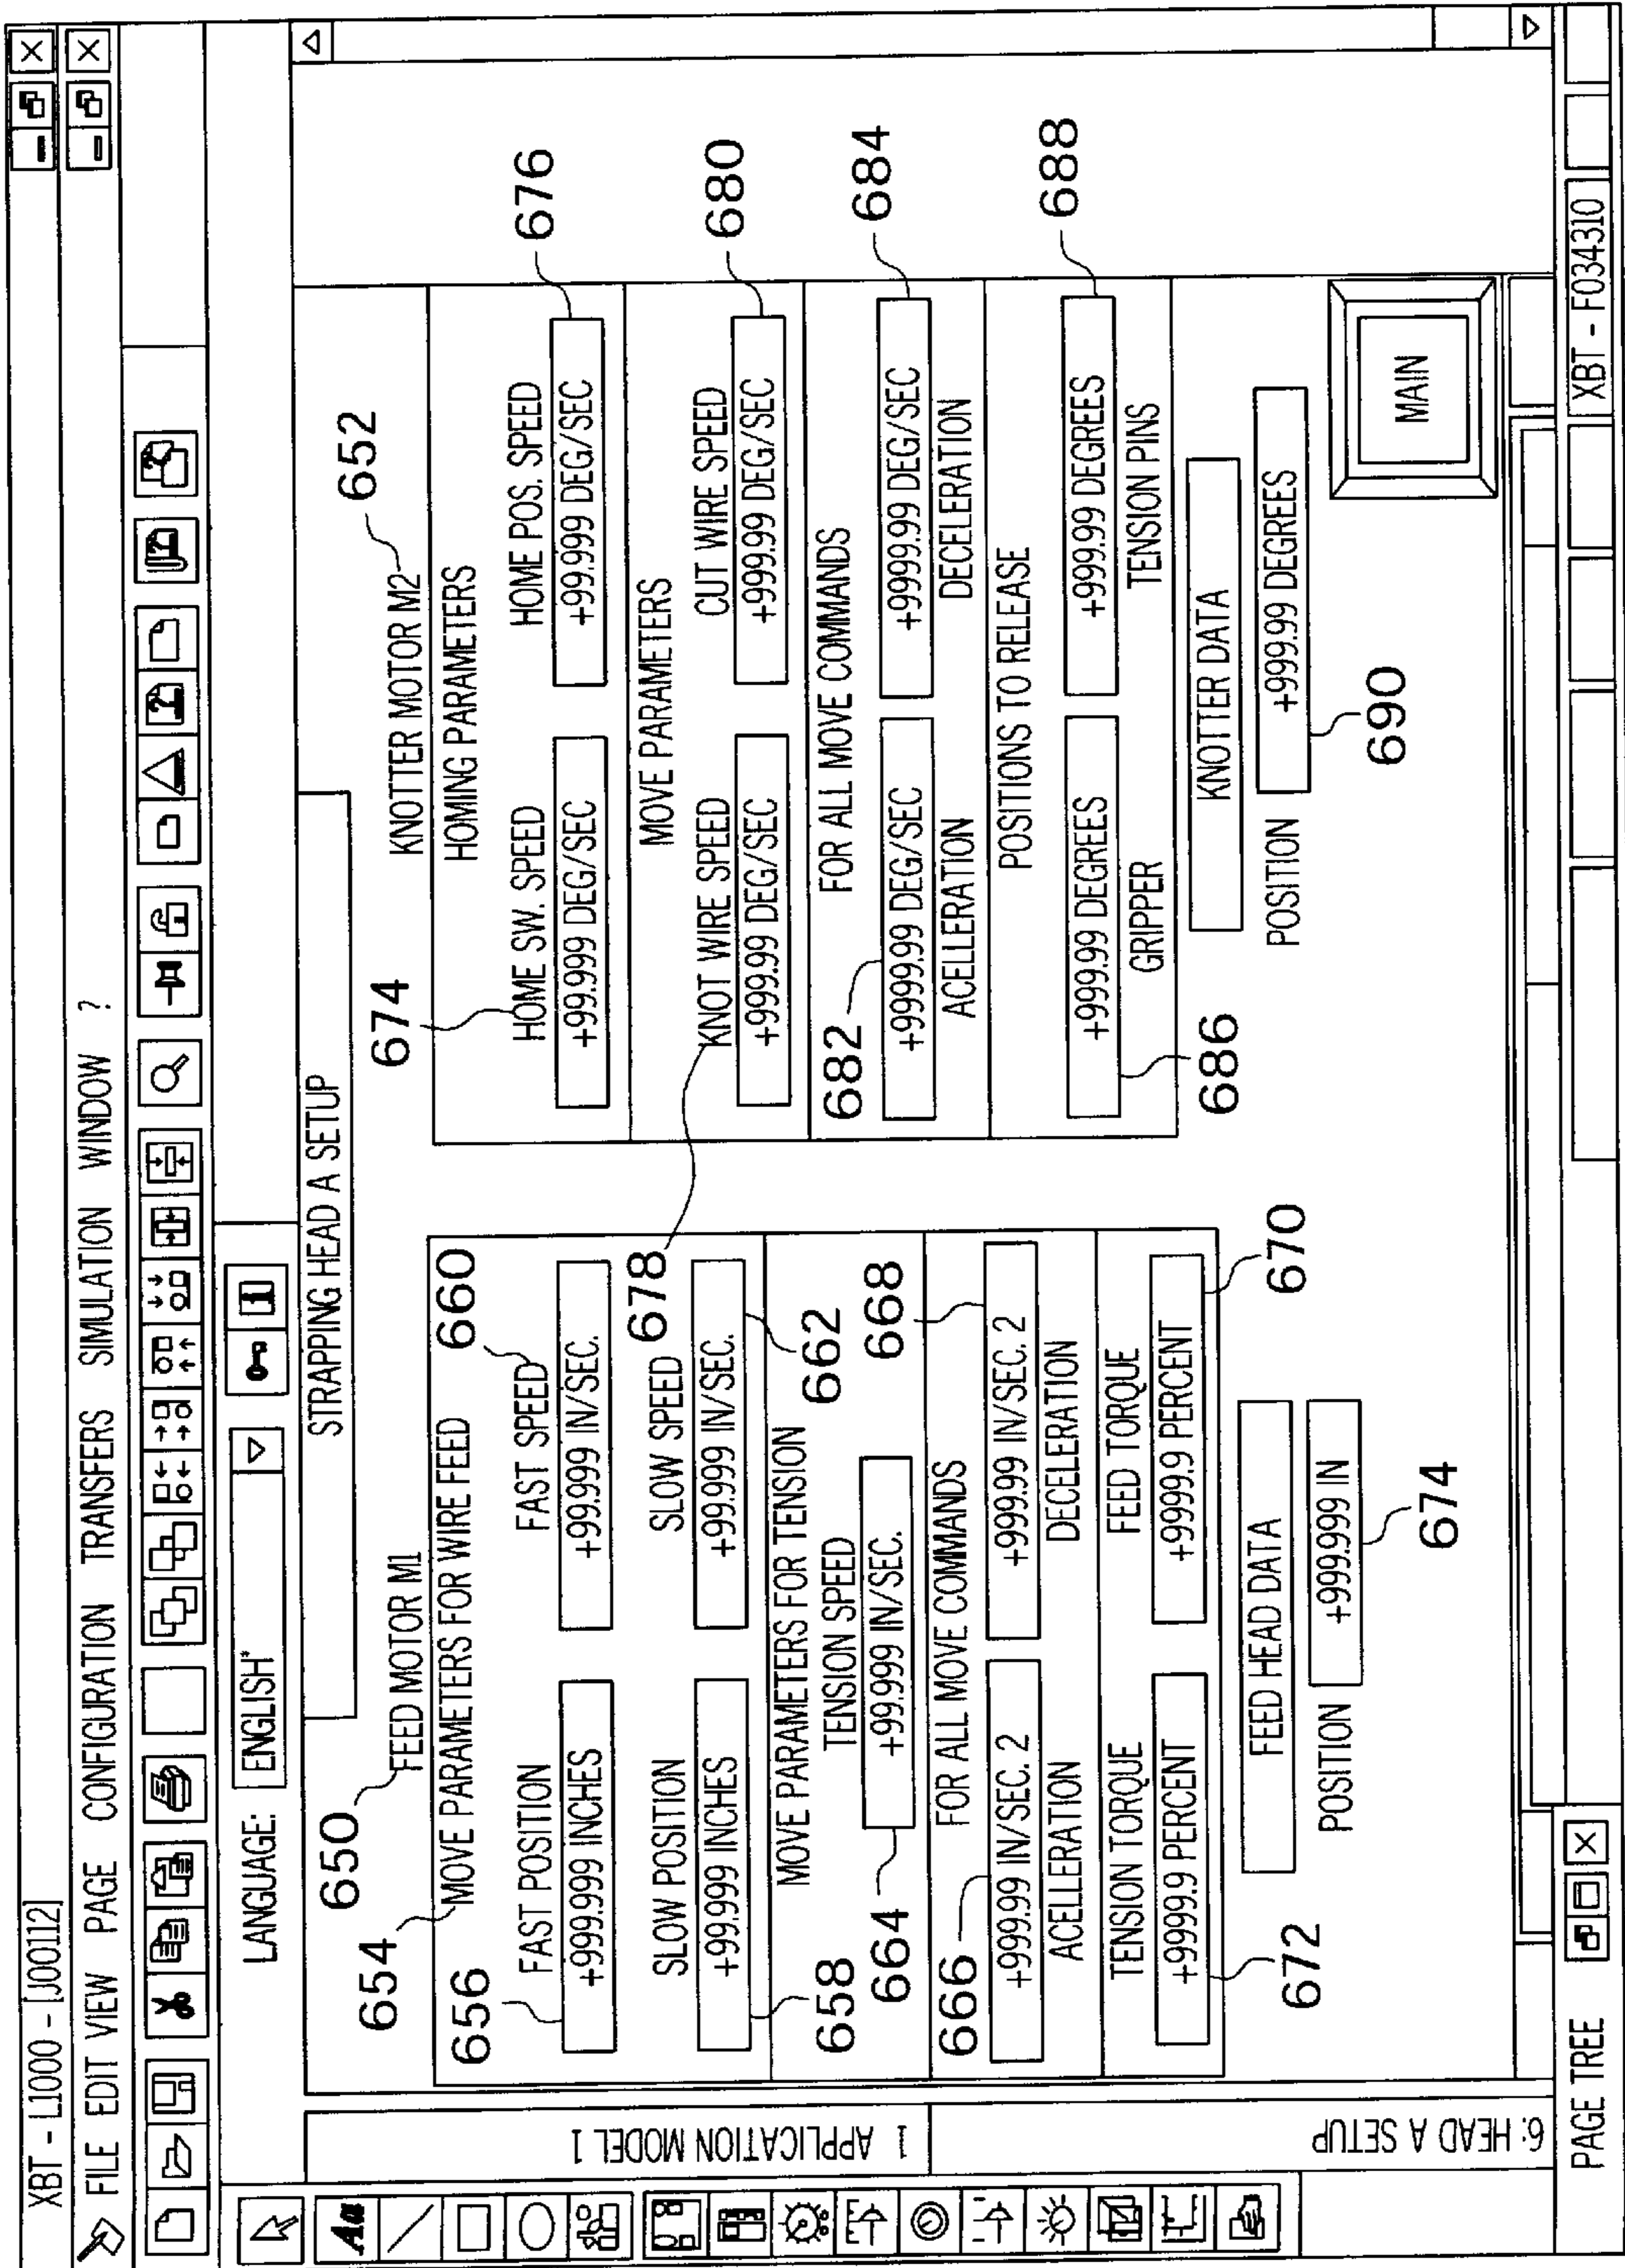 XBT - L1000 - [J00112]
FILE EDIT VIEW PAGE CONFIGURATION TRANSFERS SIMULATION WINDOW ?
LANGUAGE: ENGLISH*
STRAPPING HEAD A SETUP
Aa
1 APPLICATION MODEL 1
6: HEAD A SETUP
650
FEED MOTOR M1
654
MOVE PARAMETERS FOR WIRE FEED
656
660
FAST POSITION FAST SPEED
+999.999 INCHES +99.999 IN/SEC.
SLOW POSITION SLOW SPEED
+999.999 INCHES +99.999 IN/SEC.
658
662
MOVE PARAMETERS FOR TENSION
TENSION SPEED
+99.999 IN/SEC.
664
666
668
FOR ALL MOVE COMMANDS
+999.99 IN/SEC. 2 +999.99 IN/SEC. 2
ACELLERATION DECELERATION
TENSION TORQUE FEED TORQUE
+9999.9 PERCENT +9999.9 PERCENT
672
670
FEED HEAD DATA
POSITION +999.999 IN
674
KNOTTER MOTOR M2
652
HOMING PARAMETERS
674
676
HOME SW. SPEED HOME POS. SPEED
+99.999 DEG/SEC +99.999 DEG/SEC
MOVE PARAMETERS
678
680
KNOT WIRE SPEED CUT WIRE SPEED
+999.99 DEG/SEC +999.99 DEG/SEC
FOR ALL MOVE COMMANDS
682
684
+9999.99 DEG/SEC +9999.99 DEG/SEC
ACELLERATION DECELERATION
POSITIONS TO RELEASE
+999.99 DEGREES +999.99 DEGREES
GRIPPER TENSION PINS
686
688
KNOTTER DATA
POSITION +999.99 DEGREES
690
MAIN
PAGE TREE
XBT - F034310